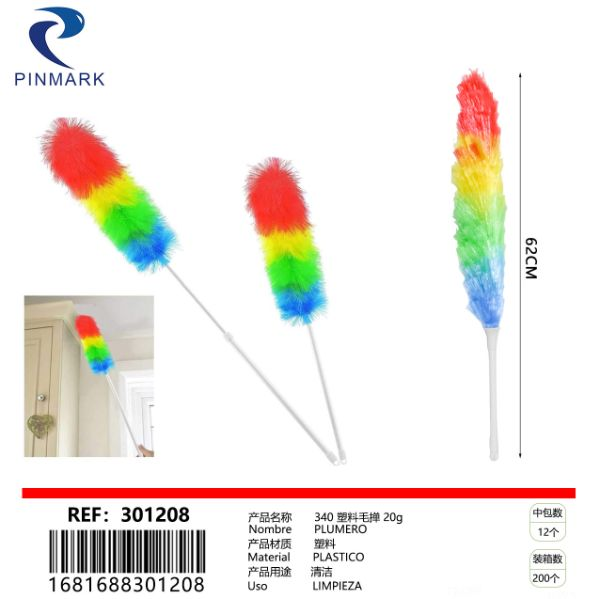 PINMARK
62CM
REF: 301208
1681688301208
产品名称 340 塑料毛掸 20g
Nombre PLUMERO
产品材质 塑料
Material PLASTICO
产品用途 清洁
Uso LIMPIEZA
中包数
12个
装箱数
200个